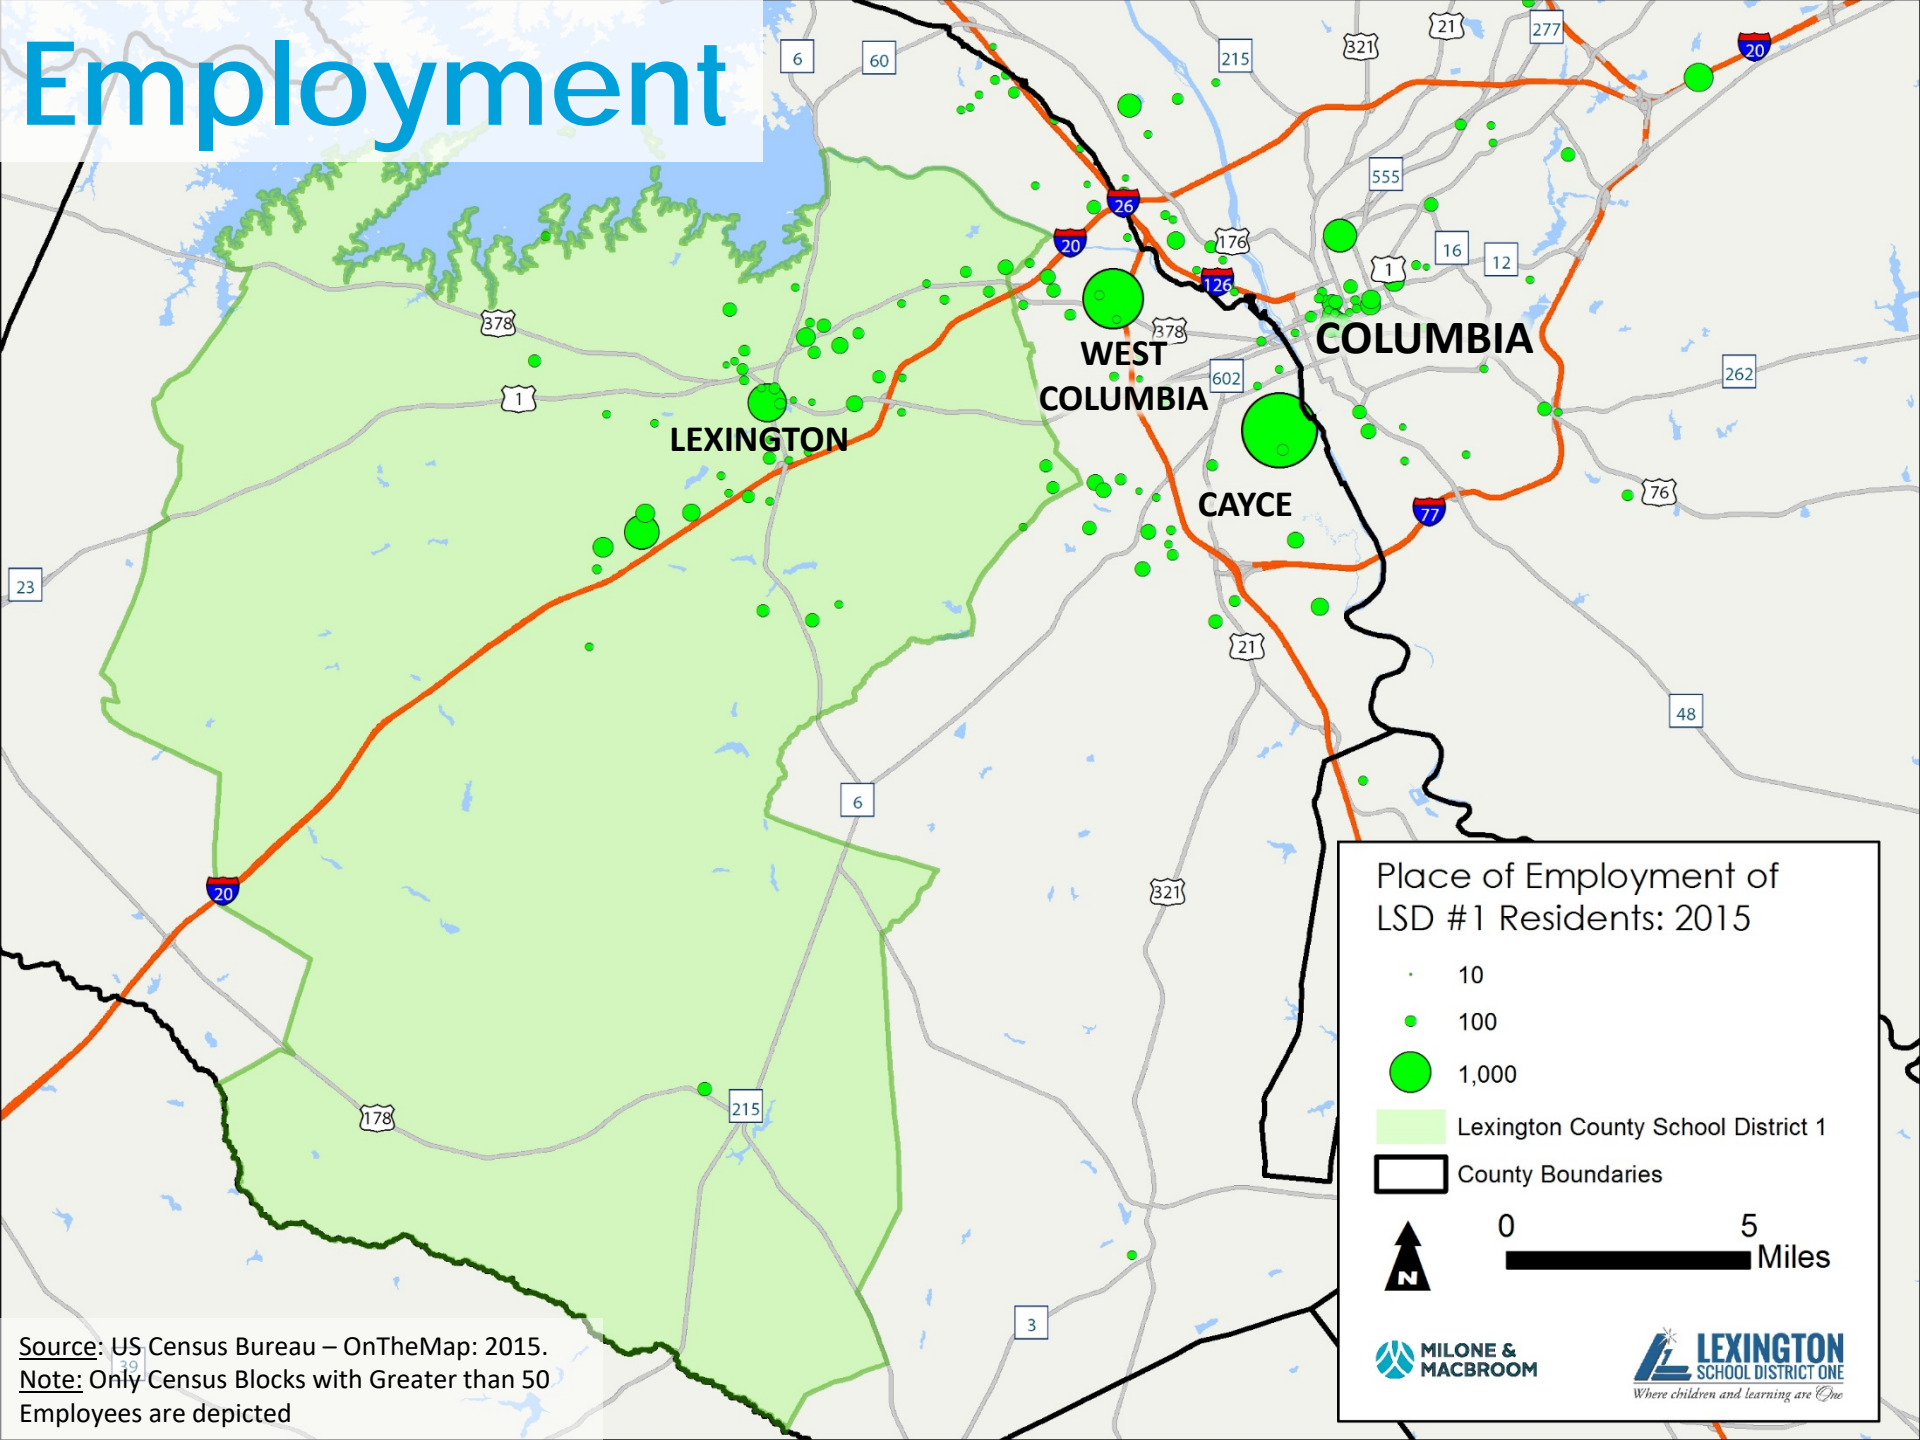 Employment
6
60
215
321
21
277
20
555
26
20
176
16
12
1
126
378
378
COLUMBIA
WEST
COLUMBIA
602
262
1
LEXINGTON
CAYCE
76
77
23
21
48
6
20
321
215
178
3
39
Place of Employment of
LSD #1 Residents: 2015
10
100
1,000
Lexington County School District 1
County Boundaries
0 5
Miles
N
MILONE &
MACBROOM
LEXINGTON
SCHOOL DISTRICT ONE
Where children and learning are One
Source: US Census Bureau – OnTheMap: 2015.
Note: Only Census Blocks with Greater than 50
Employees are depicted